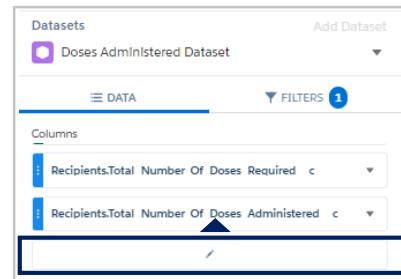 Datasets
Add Dataset
Doses Administered Dataset
DATA
FILTERS 1
Columns
Recipients.Total Number Of Doses Required c
Recipients.Total Number Of Doses Administered c